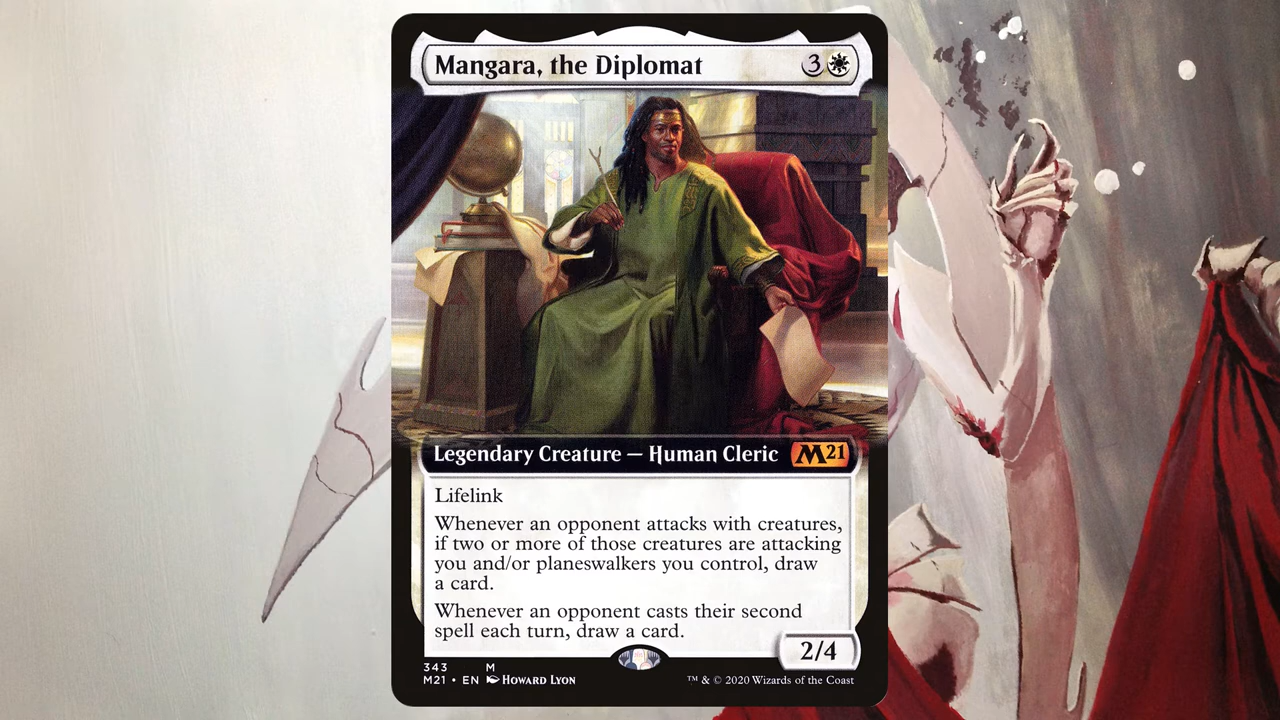 Mangara, the Diplomat 3
Legendary Creature — Human Cleric M21
Lifelink
Whenever an opponent attacks with creatures,
if two or more of those creatures are attacking
you and/or planeswalkers you control, draw
a card.
Whenever an opponent casts their second
spell each turn, draw a card.
2/4
343 M
M21 • EN Howard Lyon
™ & © 2020 Wizards of the Coast